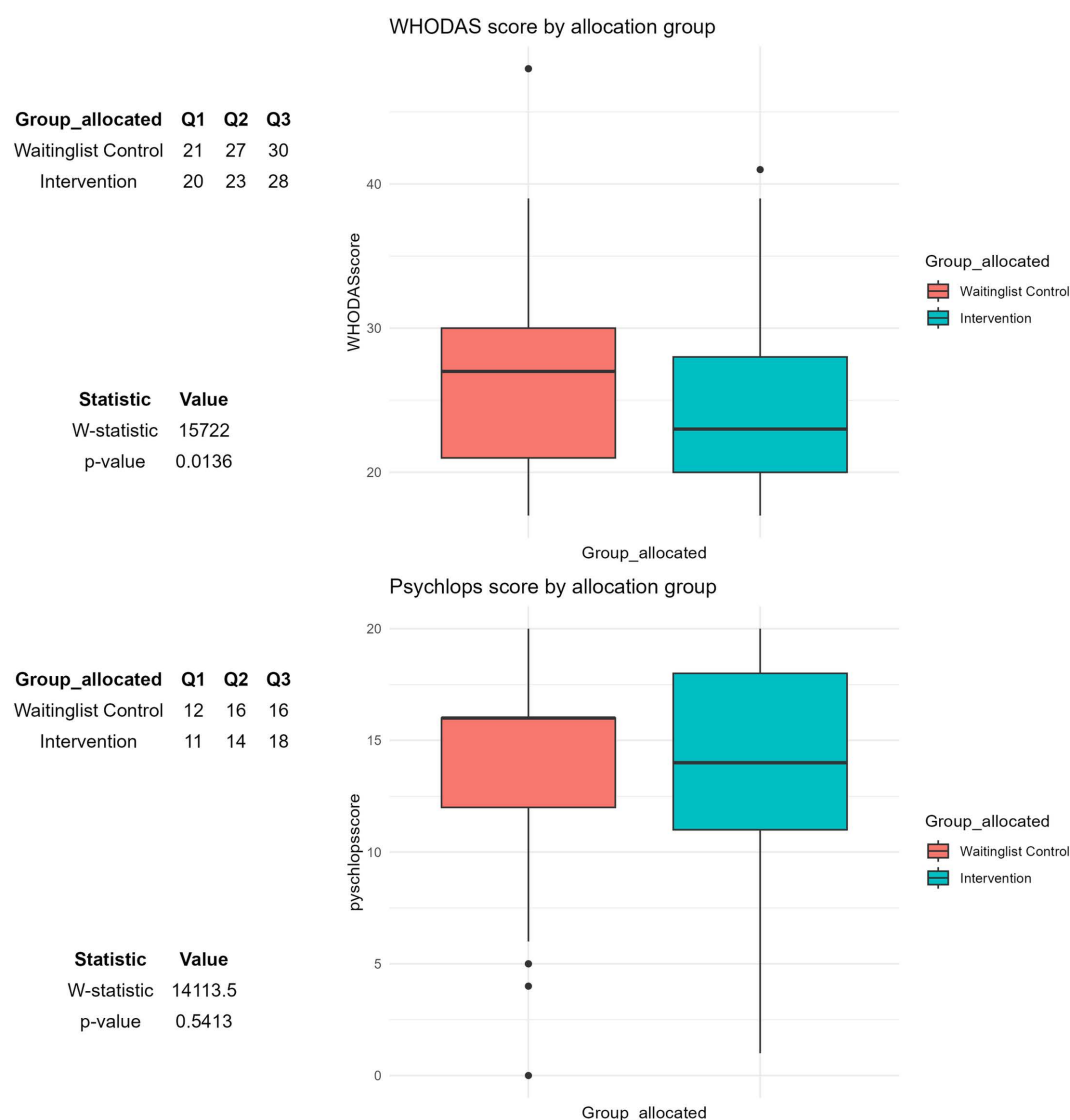 WHODAS score by allocation group
Group_allocated Q1 Q2 Q3
Waitinglist Control 21 27 30
Intervention 20 23 28
Statistic Value
W-statistic 15722
p-value 0.0136
WHODASscore
40
30
20
Group_allocated
Group_allocated
Waitinglist Control
Intervention
Psychlops score by allocation group
Group_allocated Q1 Q2 Q3
Waitinglist Control 12 16 16
Intervention 11 14 18
Statistic Value
W-statistic 14113.5
p-value 0.5413
pyschlopsscore
20
15
10
5
0
Group_allocated
Group_allocated
Waitinglist Control
Intervention